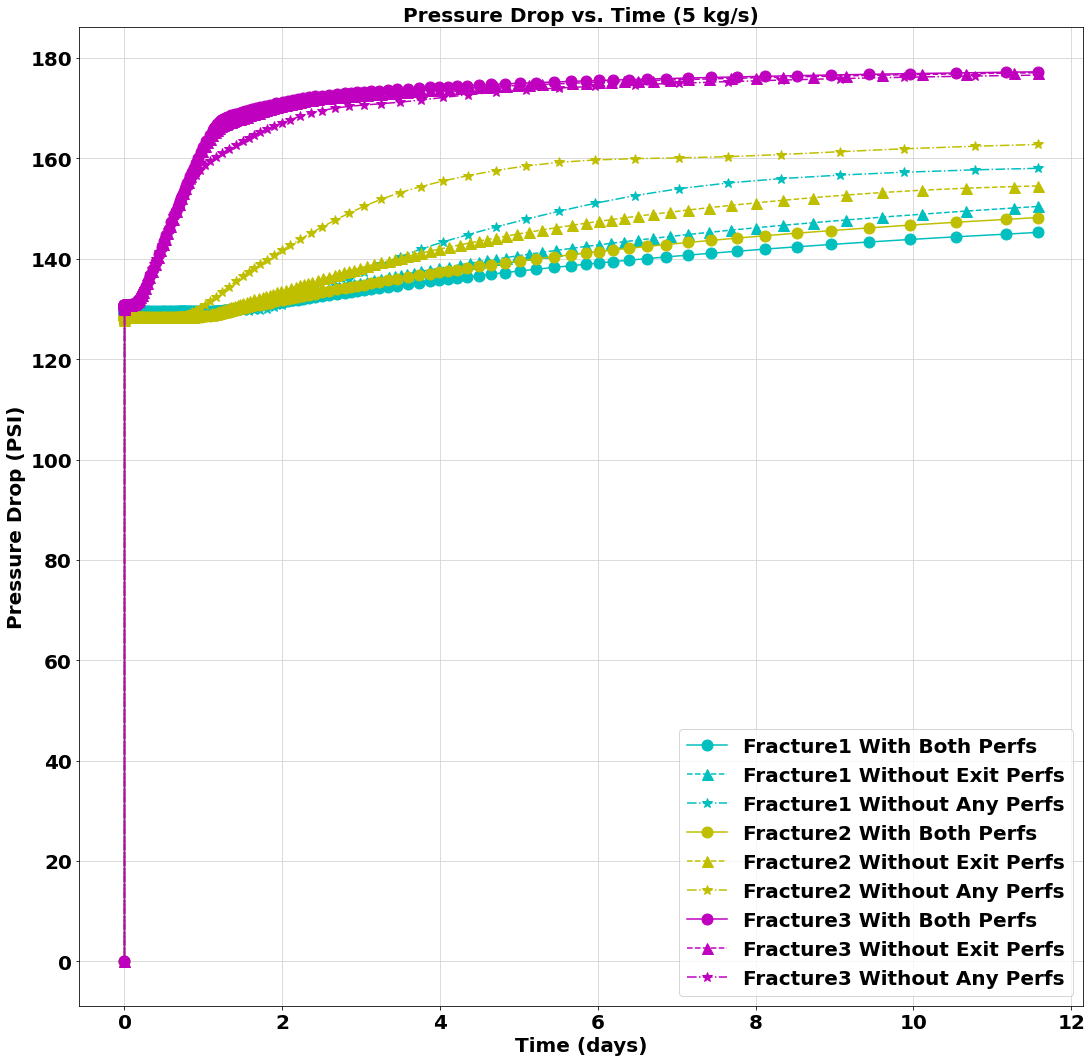 Pressure Drop vs. Time (5 kg/s)
180
160
140
120
100
80
60
40
20
0
Pressure Drop (PSI)
Fracture1 With Both Perfs
Fracture1 Without Exit Perfs
Fracture1 Without Any Perfs
Fracture2 With Both Perfs
Fracture2 Without Exit Perfs
Fracture2 Without Any Perfs
Fracture3 With Both Perfs
Fracture3 Without Exit Perfs
Fracture3 Without Any Perfs
0 2 4 6 8 10 12
Time (days)